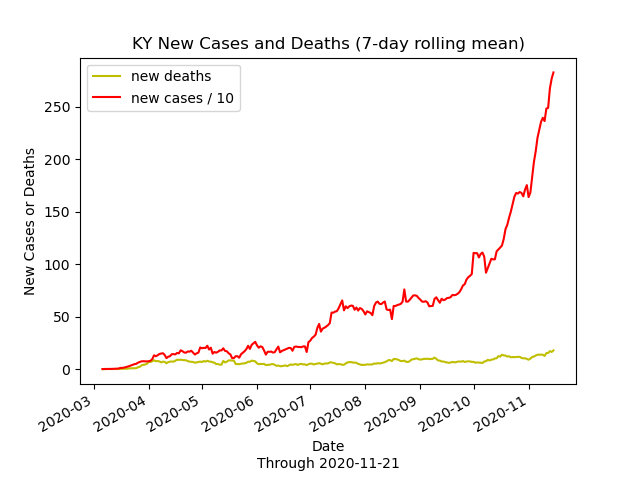 KY New Cases and Deaths (7-day rolling mean)
new deaths
new cases / 10
250
200
150
100
50
0
New Cases or Deaths
2020-03
2020-04
2020-05
2020-06
2020-07
2020-08
2020-09
2020-10
2020-11
Date
Through 2020-11-21